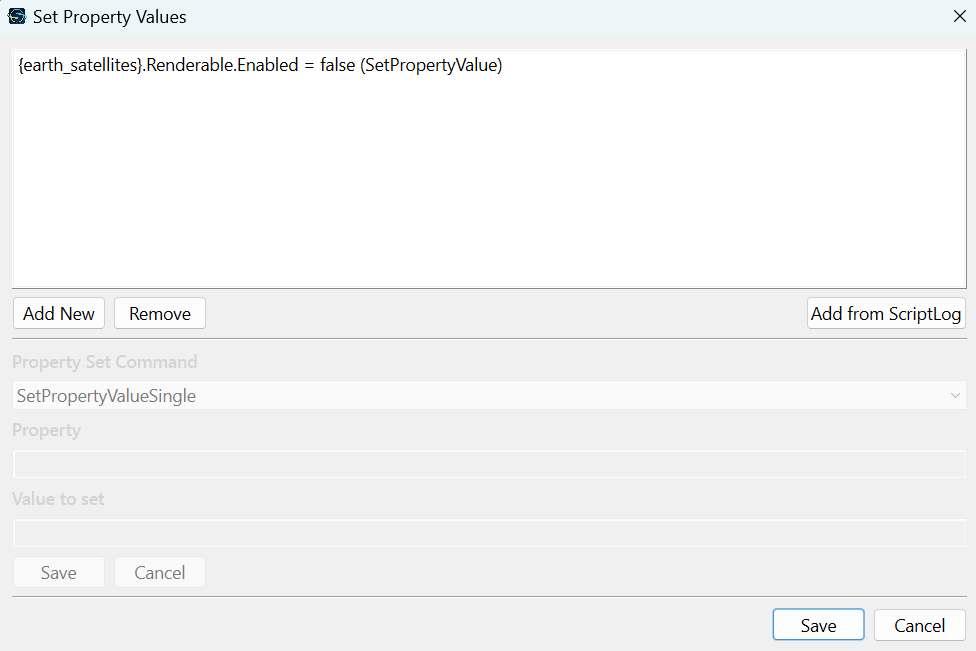 Set Property Values
{earth_satellites}.Renderable.Enabled = false (SetPropertyValue)
Add New
Remove
Add from ScriptLog
Property Set Command
SetPropertyValueSingle
Property
Value to set
Save
Cancel
Save
Cancel